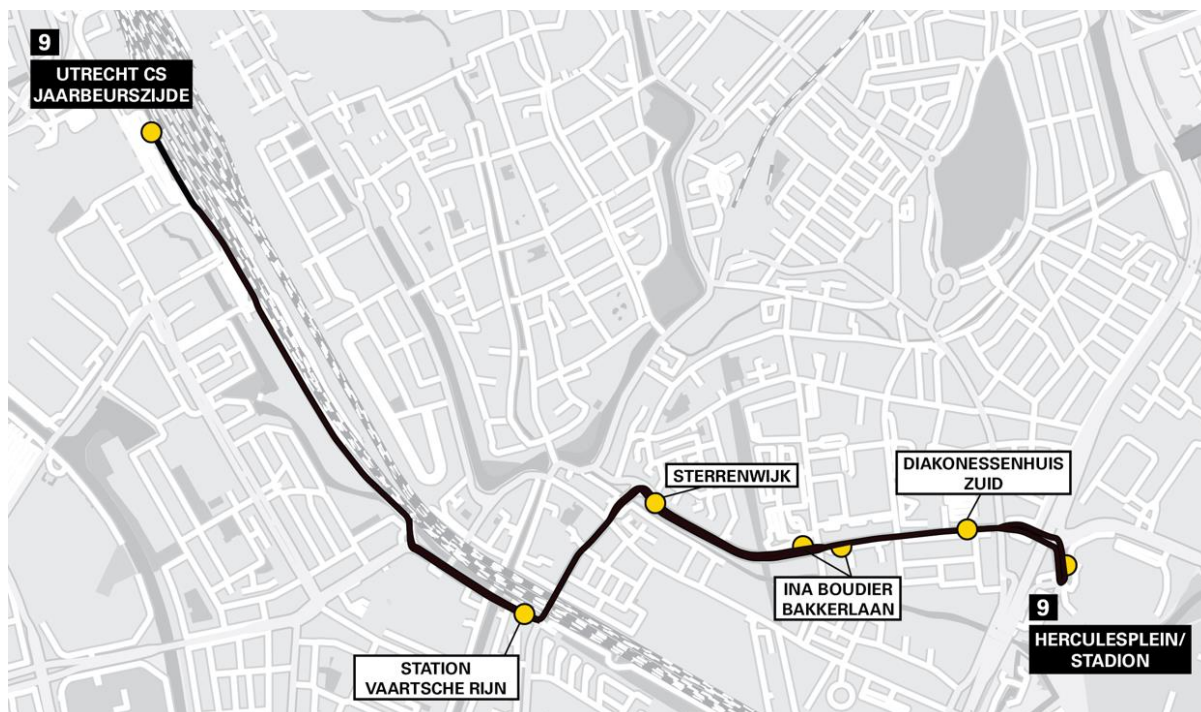 9
UTRECHT CS
JAARBEURSZIJDE
STERRENWIJK
DIAKONESSENHUIS
ZUID
INA BOUDIER
BAKKERLAAN
9
HERCULESPLEIN/
STADION
STATION
VAARTSCHE RIJN